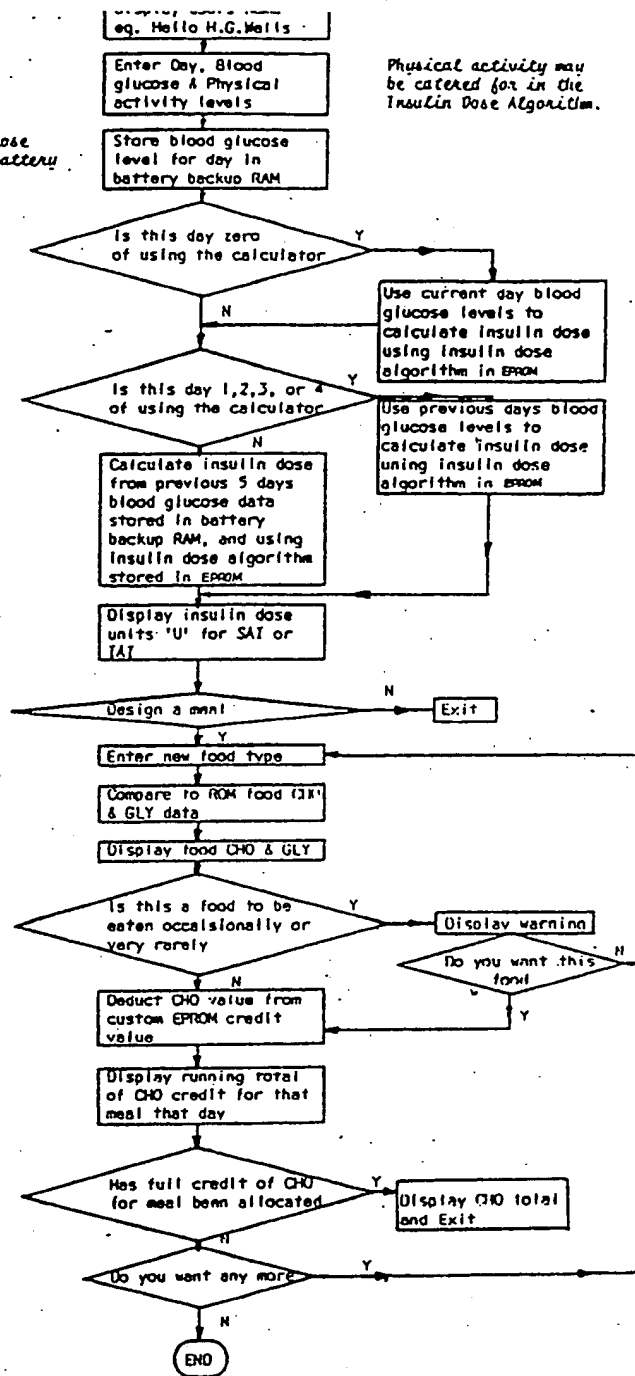 Display users name
eg. Hello H.G.Wells
Enter Day, Blood
glucose & Physical
activity levels
Physical activity may
be catered for in the
Insulin Dose Algorithm.
ose
attery
Store blood glucose
level for day in
battery backup RAM
Is this day zero
of using the calculator
Y
N
Use current day blood
glucose levels to
calculate insulin dose
using insulin dose
algorithm in EPROM
Is this day 1,2,3, or 4
of using the calculator
Y
N
Use previous days blood
glucose levels to
calculate insulin dose
uning insulin dose
algorithm in EPROM
Calculate insulin dose
from previous 5 days
blood glucose data
stored in battery
backup RAM, and using
insulin dose algorithm
stored in EPROM
Display insulin dose
units 'U' for SAI or
IAI
Design a meal
N
Exit
Y
Enter new food type
Compare to ROM food
& GLY data
Display food CHO & GLY
Is this a food to be
eaten occalsionally or
very rarely
Y
Display warning
Do you want this
food
N
Y
N
Deduct CHO value from
custom EPROM credit
value
Display running total
of CHO credit for that
meal that day
Has full credit of CHO
for meal been allocated
Y
Display CHO total
and Exit
N
Do you want any more
Y
N
END